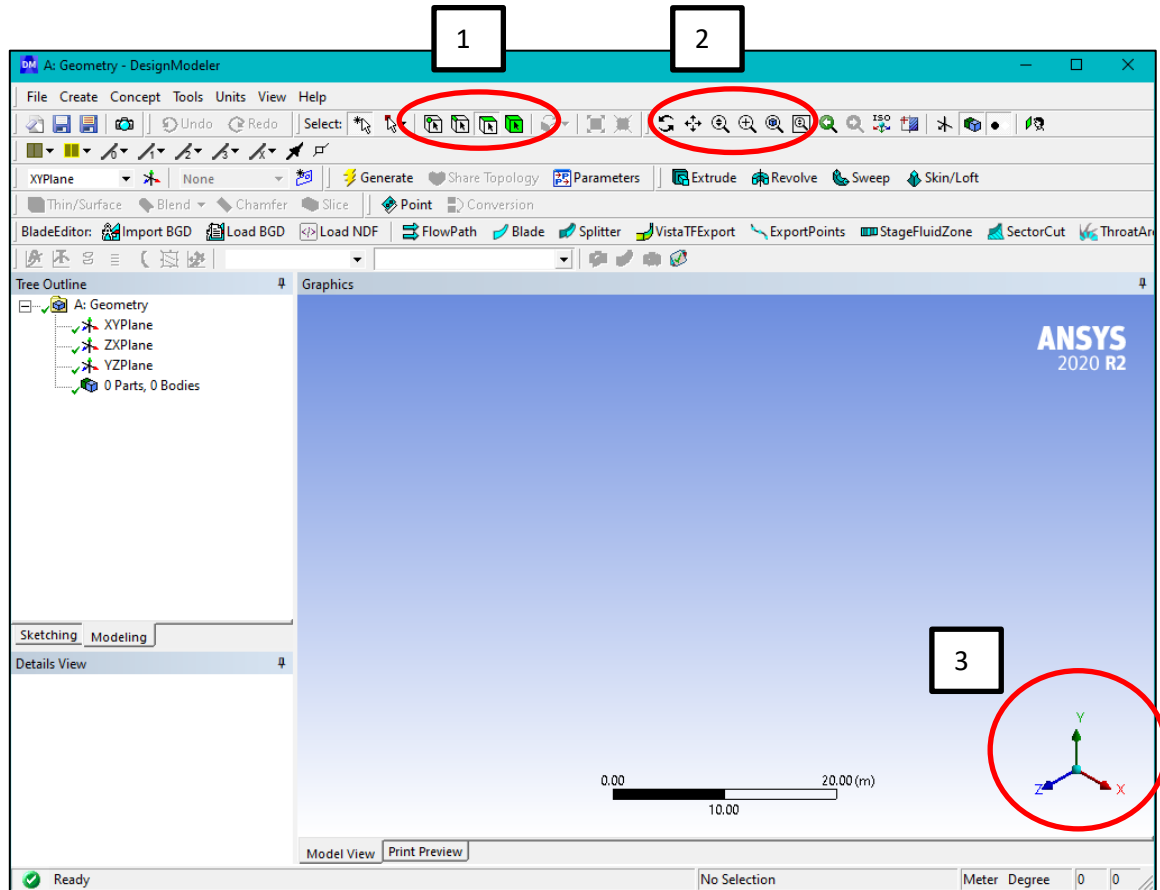 1
2
DM A: Geometry - DesignModeler
File Create Concept Tools Units View Help
Undo Redo Select: ISO
XYPlane None Generate Share Topology Parameters Extrude Revolve Sweep Skin/Loft
Thin/Surface Blend Chamfer Slice Point Conversion
BladeEditor: Import BGD Load BGD Load NDF FlowPath Blade Splitter VistaTFExport ExportPoints StageFluidZone SectorCut ThroatAr
Tree Outline
Graphics
A: Geometry
XYPlane
ZXPlane
YZPlane
0 Parts, 0 Bodies
ANSYS
2020 R2
Sketching Modeling
Details View
3
Y
Z X
0.00 20.00 (m)
10.00
Model View Print Preview
Ready No Selection Meter Degree 0 0